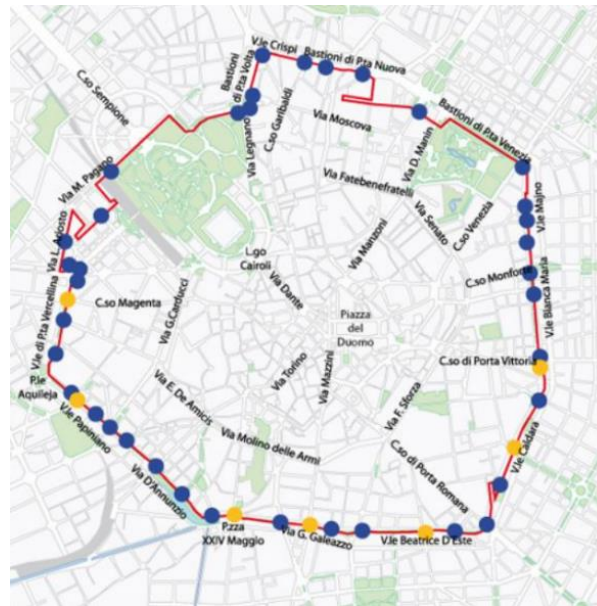 V.le Crispi
Bastioni di P.ta Nuova
Bastioni
di P.ta Volta
C.so Sempione
C.so Garibaldi
Via Legnano
Via Moscova
Via D. Manin
Bastioni di P.ta Venezia
Via M. Pagano
Via Fatebenefratelli
Via Senato
C.so Venezia
V.le Majno
Via L. Ariosto
L.go
Cairoli
Via Manzoni
C.so Monforte
V.le Bianca Maria
V.le di P.ta Vercellina
C.so Magenta
Via G.Carducci
Via Dante
Piazza
del
Duomo
C.so di Porta Vittoria
P.le
Aquileja
Via Torino
Via Mazzini
V.le Papiniano
Via E. De Amicis
Via F. Sforza
Via Molino delle Armi
C.so di Porta Romana
V.le Caldara
Via D'Annunzio
P.zza
XXIV Maggio
Via G. Galeazzo
V.le Beatrice D'Este